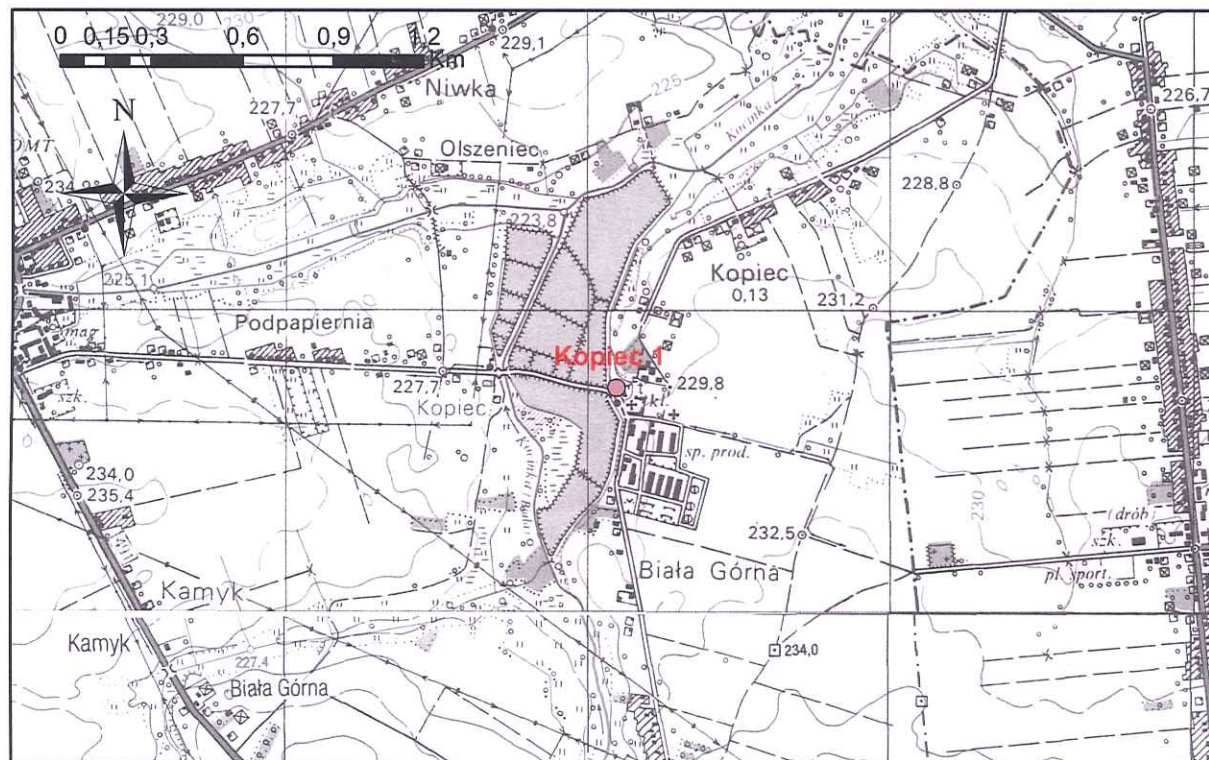 229.0
230
0 0,15 0,3 0,6 0,9 1,2
Km
229,1
Niwka
227.7
N
225
226.7
Olszeniec
228.8
223.8
225.1
Kopiec
0,13
231,2
Podpapiernia
Kopiec 1
227.7
229,8
Kopiec
szk.
sp. prod.
234.0
235.4
230
232,5
(drób)
szk.
pl. sport.
Biała Górna
Kamyk
Kamyk
227.4
234,0
Biała Górna